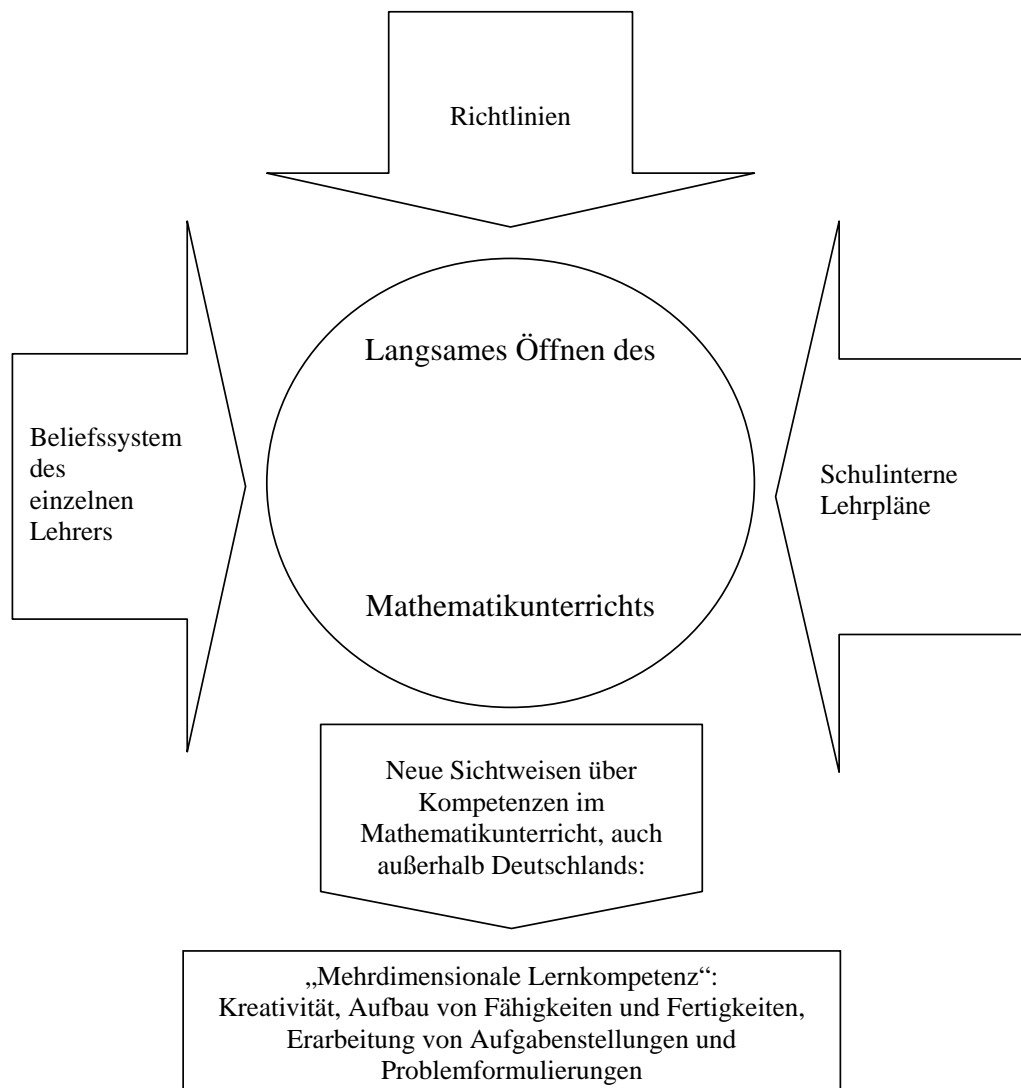 Richtlinien
Langsames Öffnen des
Beliefssystem
des
einzelnen
Lehrers
Schulinterne
Lehrpläne
Mathematikunterrichts
Neue Sichtweisen über
Kompetenzen im
Mathematikunterricht, auch
außerhalb Deutschlands:
„Mehrdimensionale Lernkompetenz“:
Kreativität, Aufbau von Fähigkeiten und Fertigkeiten,
Erarbeitung von Aufgabenstellungen und
Problemformulierungen